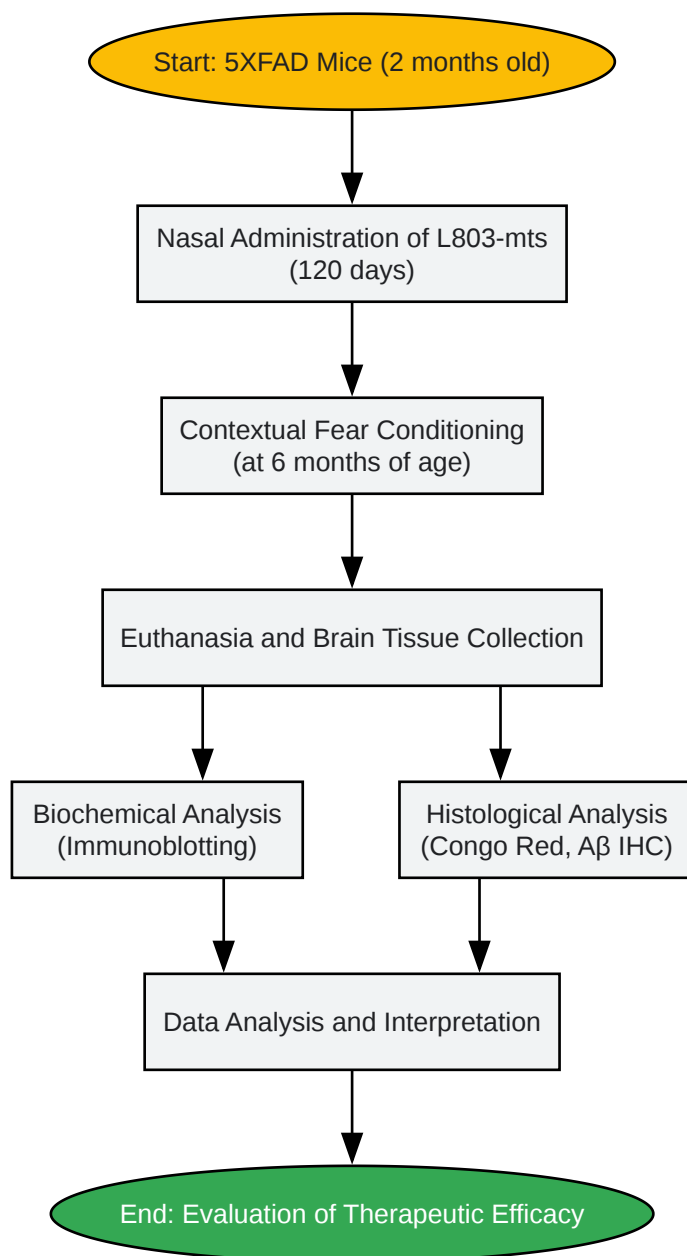 Start: 5XFAD Mice (2 months old)
Nasal Administration of L803-mts
(120 days)
Contextual Fear Conditioning
(at 6 months of age)
Euthanasia and Brain Tissue Collection
Biochemical Analysis
(Immunoblotting)
Histological Analysis
(Congo Red, Aβ IHC)
Data Analysis and Interpretation
End: Evaluation of Therapeutic Efficacy